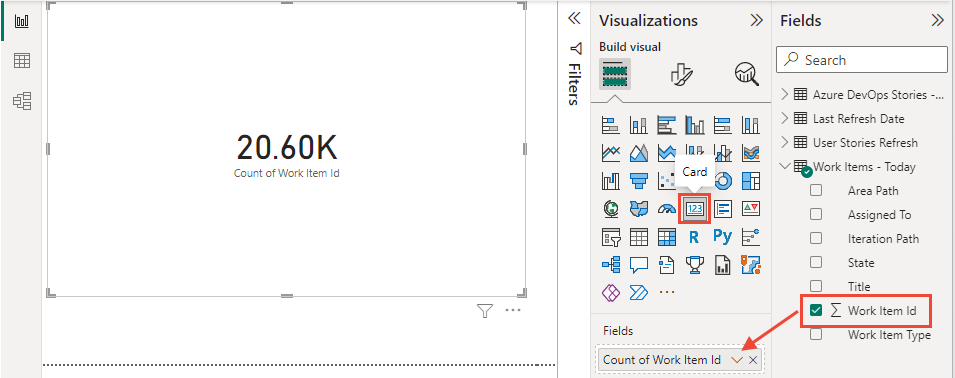 20.60K
Count of Work Item Id
Filters
Visualizations
Build visual
Card
123
R
Py
...
Fields
Count of Work Item Id
Fields
Search
Azure DevOps Stories -...
Last Refresh Date
User Stories Refresh
Work Items - Today
Area Path
Assigned To
Iteration Path
State
Title
Work Item Id
Work Item Type